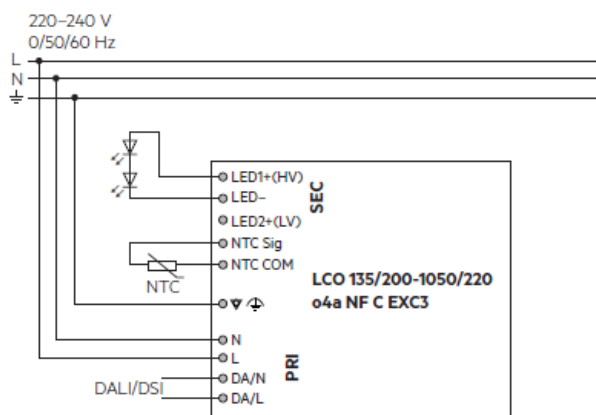 220–240 V
0/50/60 Hz
L
N
LED1+(HV)
LED–
LED2+(LV)
SEC
NTC Sig
NTC COM
NTC
LCO 135/200-1050/220
o4a NF C EXC3
N
L
PRI
DA/N
DALI/DSI
DA/L